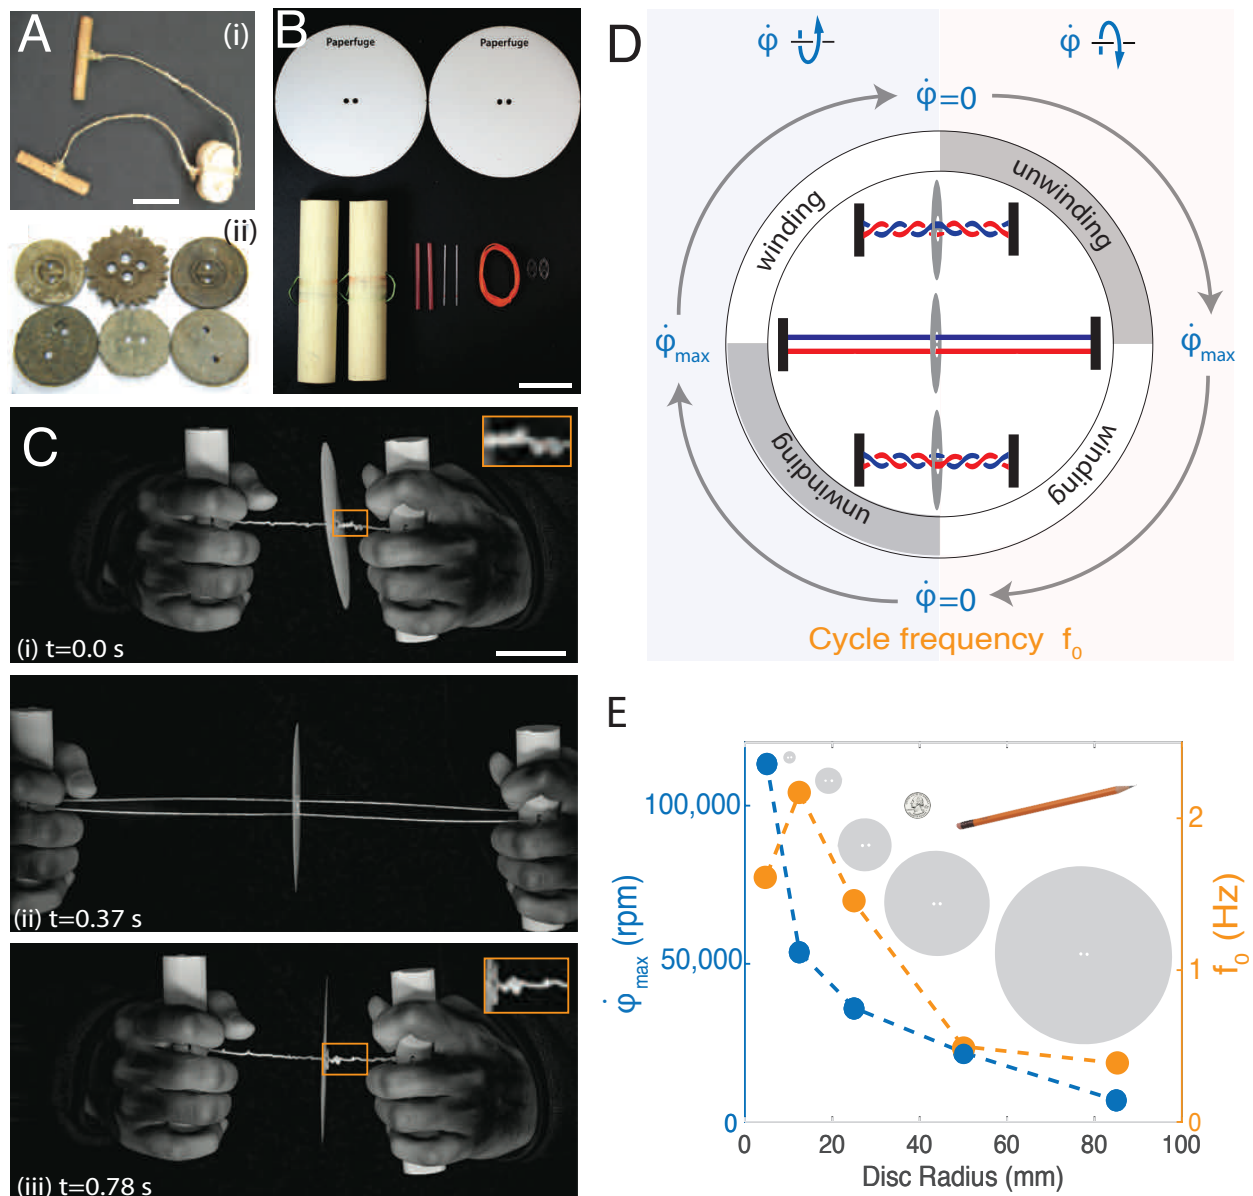 A
(i)
(ii)
B
Paperfuge
Paperfuge
C
(i) t=0.0 s
(ii) t=0.37 s
(iii) t=0.78 s
D
φ̇
φ̇
φ̇=0
winding
unwinding
φ̇max
φ̇max
unwinding
winding
φ̇=0
Cycle frequency f0
E
φ̇max (rpm)
100,000
50,000
0
f0 (Hz)
2
1
0
0 20 40 60 80 100
Disc Radius (mm)